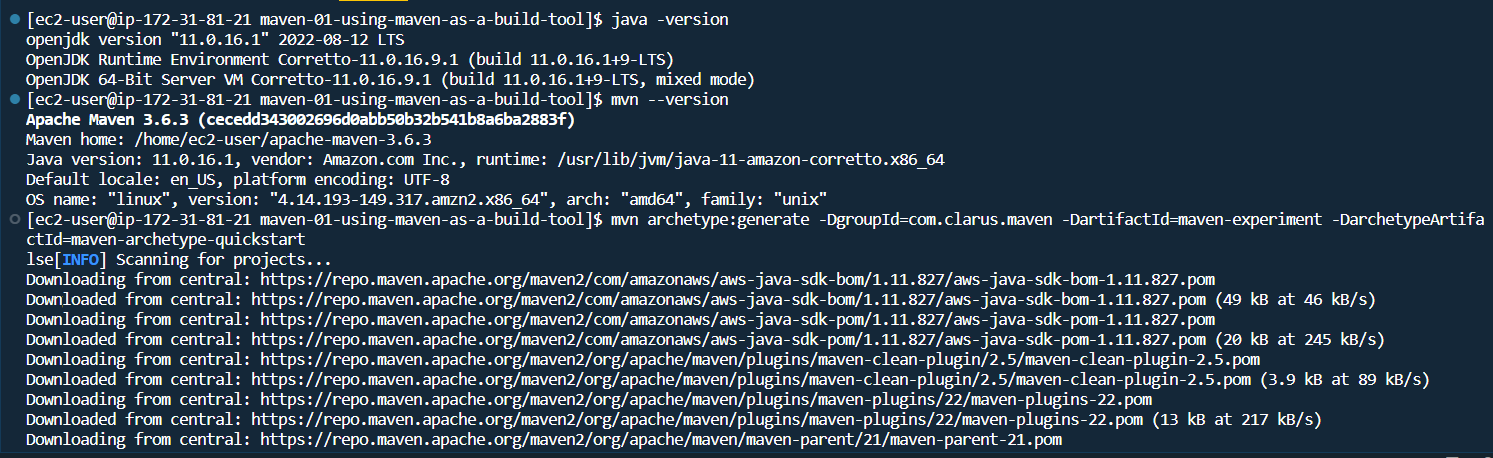 [ec2-user@ip-172-31-81-21 maven-01-using-maven-as-a-build-tool]$ java -version
openjdk version "11.0.16.1" 2022-08-12 LTS
OpenJDK Runtime Environment Corretto-11.0.16.9.1 (build 11.0.16.1+9-LTS)
OpenJDK 64-Bit Server VM Corretto-11.0.16.9.1 (build 11.0.16.1+9-LTS, mixed mode)
[ec2-user@ip-172-31-81-21 maven-01-using-maven-as-a-build-tool]$ mvn --version
Apache Maven 3.6.3 (cecedd343002696d0abb50b32b541b8a6ba2883f)
Maven home: /home/ec2-user/apache-maven-3.6.3
Java version: 11.0.16.1, vendor: Amazon.com Inc., runtime: /usr/lib/jvm/java-11-amazon-corretto.x86_64
Default locale: en_US, platform encoding: UTF-8
OS name: "linux", version: "4.14.193-149.317.amzn2.x86_64", arch: "amd64", family: "unix"
[ec2-user@ip-172-31-81-21 maven-01-using-maven-as-a-build-tool]$ mvn archetype:generate -DgroupId=com.clarus.maven -DartifactId=maven-experiment -DarchetypeArtifa
ctId=maven-archetype-quickstart
lse[INFO] Scanning for projects...
Downloading from central: https://repo.maven.apache.org/maven2/com/amazonaws/aws-java-sdk-bom/1.11.827/aws-java-sdk-bom-1.11.827.pom
Downloaded from central: https://repo.maven.apache.org/maven2/com/amazonaws/aws-java-sdk-bom/1.11.827/aws-java-sdk-bom-1.11.827.pom (49 kB at 46 kB/s)
Downloading from central: https://repo.maven.apache.org/maven2/com/amazonaws/aws-java-sdk-pom/1.11.827/aws-java-sdk-pom-1.11.827.pom
Downloaded from central: https://repo.maven.apache.org/maven2/com/amazonaws/aws-java-sdk-pom/1.11.827/aws-java-sdk-pom-1.11.827.pom (20 kB at 245 kB/s)
Downloading from central: https://repo.maven.apache.org/maven2/org/apache/maven/plugins/maven-clean-plugin/2.5/maven-clean-plugin-2.5.pom
Downloaded from central: https://repo.maven.apache.org/maven2/org/apache/maven/plugins/maven-clean-plugin/2.5/maven-clean-plugin-2.5.pom (3.9 kB at 89 kB/s)
Downloading from central: https://repo.maven.apache.org/maven2/org/apache/maven/plugins/maven-plugins/22/maven-plugins-22.pom
Downloaded from central: https://repo.maven.apache.org/maven2/org/apache/maven/plugins/maven-plugins/22/maven-plugins-22.pom (13 kB at 217 kB/s)
Downloading from central: https://repo.maven.apache.org/maven2/org/apache/maven/maven-parent/21/maven-parent-21.pom